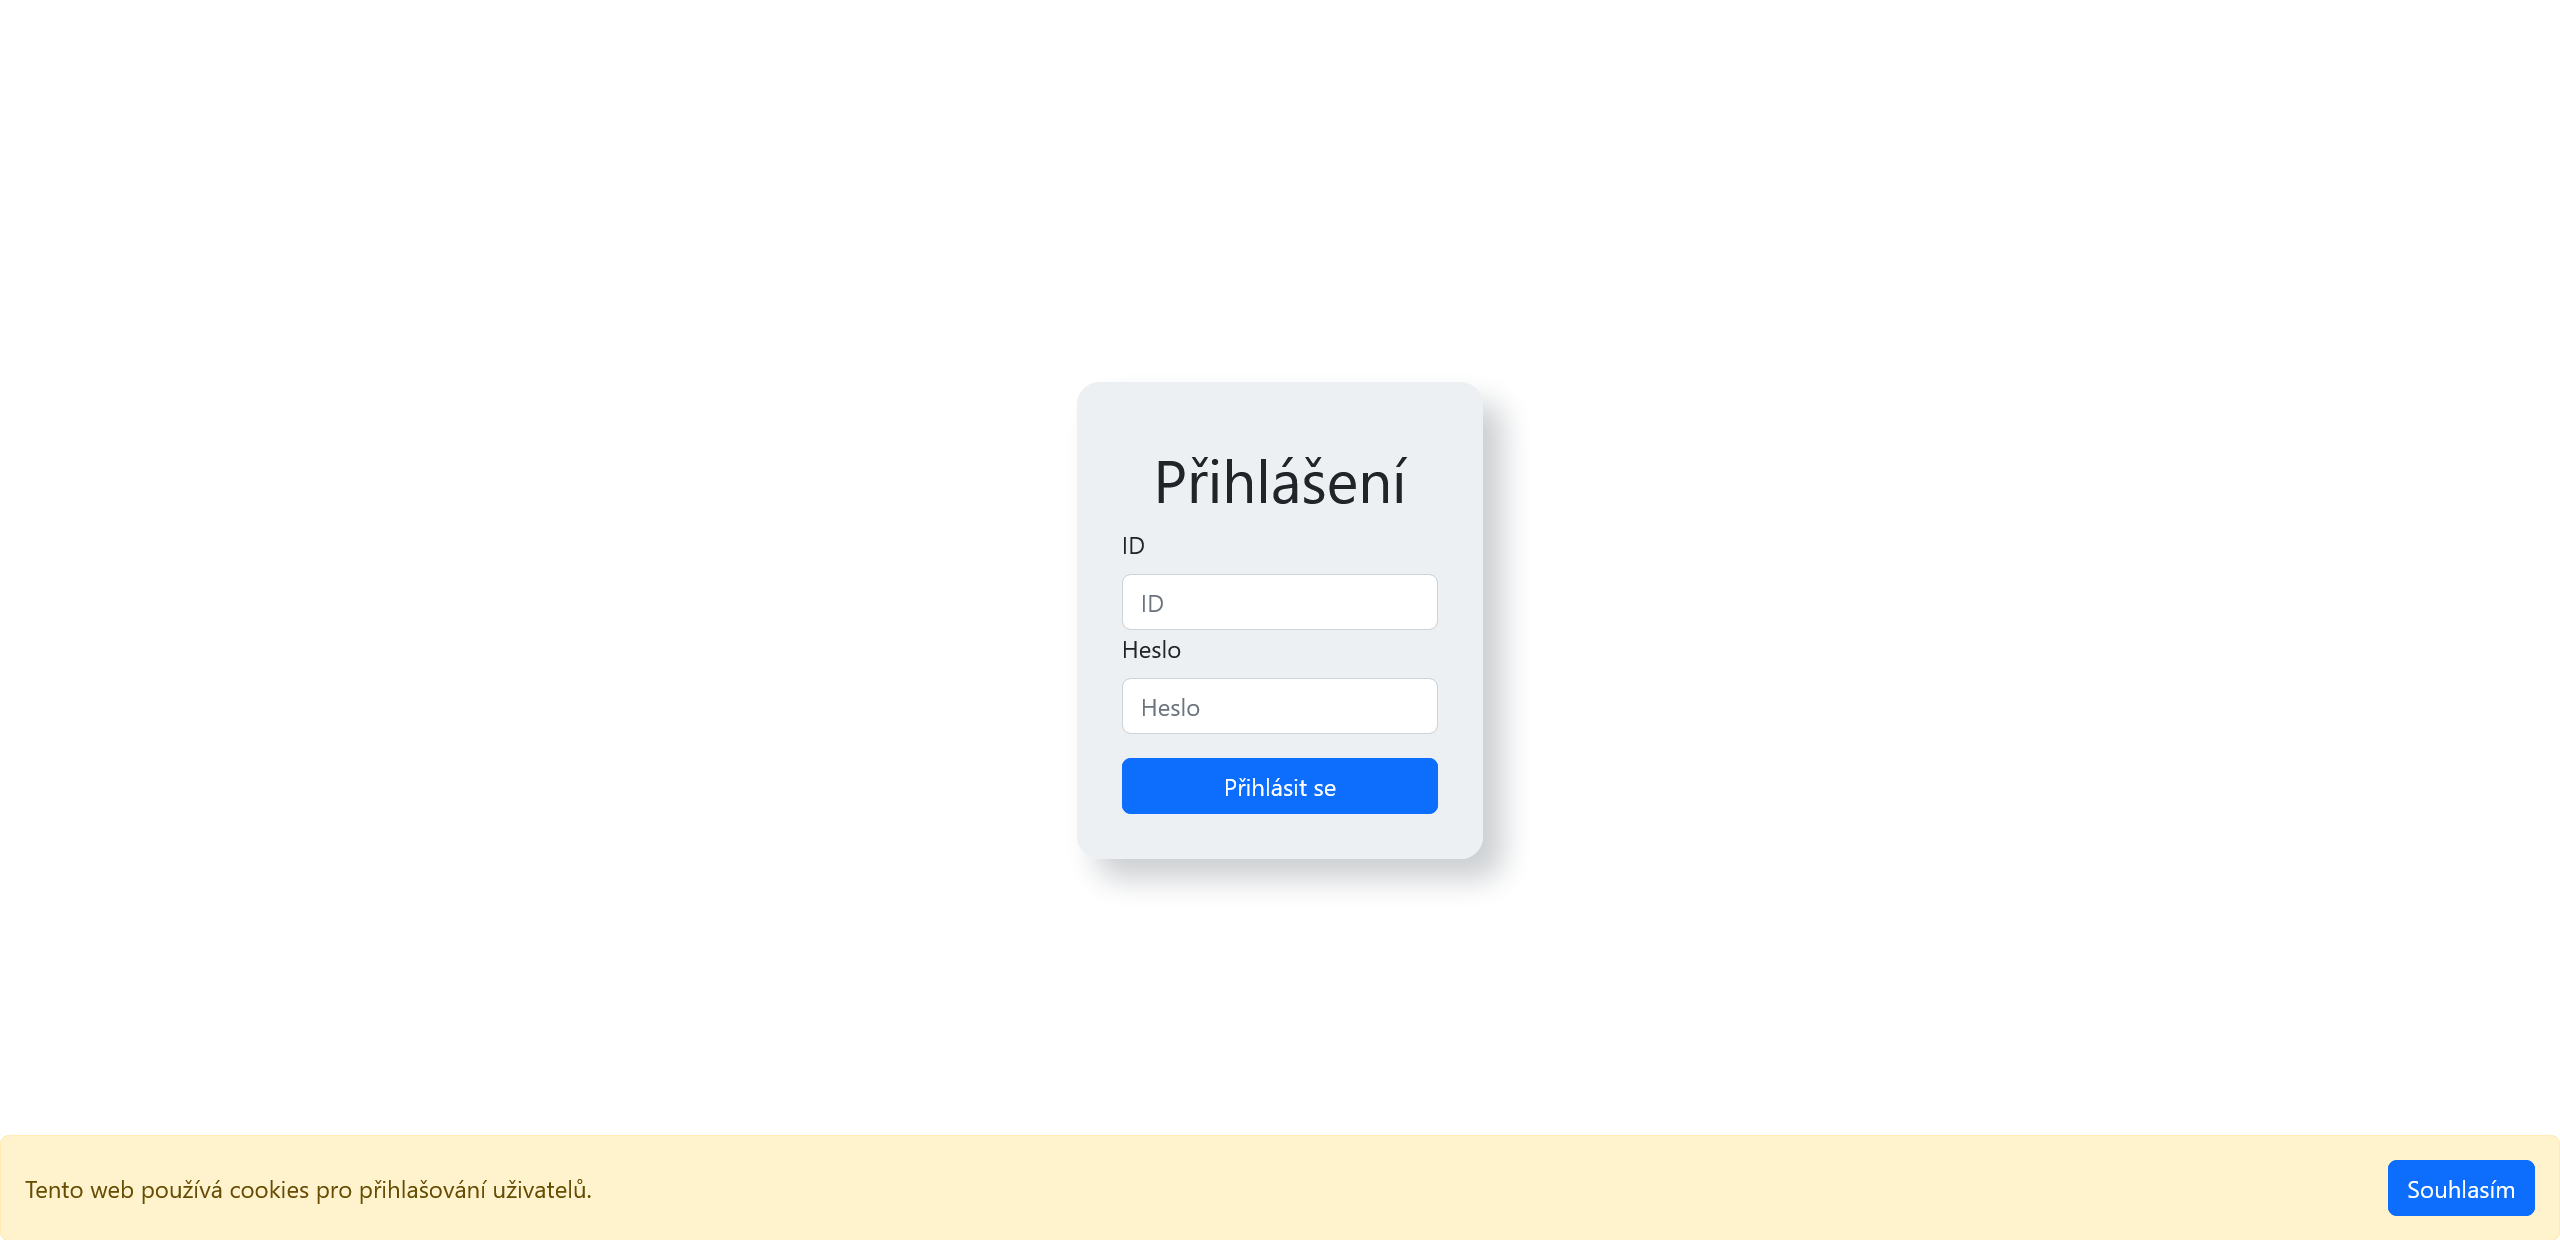 Přihlášení
ID
ID
Heslo
Heslo
Přihlásit se
Tento web používá cookies pro přihlašování uživatelů.
Souhlasím